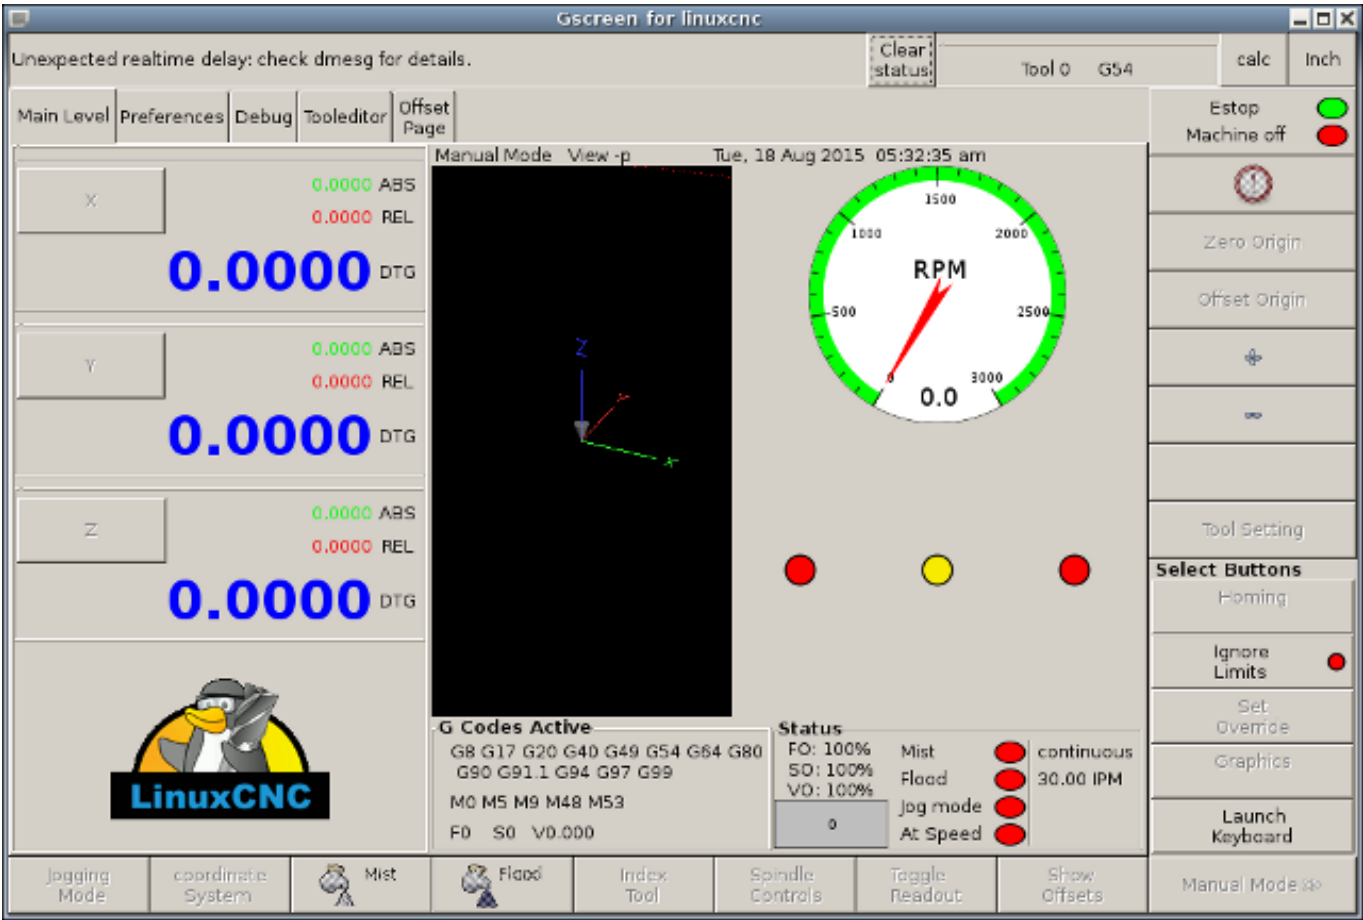 Gscreen for linuxcnc
Unexpected realtime delay: check dmesg for details.
Clear
status
Tool 0 G54
calc
Inch
Main Level
Preferences
Debug
Tooleditor
Offset
Page
Estop
Machine off
Manual Mode View -p Tue, 18 Aug 2015 05:32:35 am
X
0.0000 ABS
0.0000 REL
0.0000 DTG
Y
0.0000 ABS
0.0000 REL
0.0000 DTG
Z
0.0000 ABS
0.0000 REL
0.0000 DTG
LinuxCNC
Z
Y
X
1500
1000
2000
RPM
500
2500
0
3000
0.0
G Codes Active
G8 G17 G20 G40 G49 G54 G64 G80
G90 G91.1 G94 G97 G99
M0 M5 M9 M48 M53
F0 S0 V0.000
Status
FO: 100%
SO: 100%
VO: 100%
0
Mist
Flood
Jog mode
At Speed
continuous
30.00 IPM
Zero Origin
Offset Origin
Tool Setting
Select Buttons
Homing
Ignore
Limits
Set
Override
Graphics
Launch
Keyboard
Jogging
Mode
coordinate
System
Mist
Flood
Index
Tool
Spindle
Controls
Toggle
Readout
Show
Offsets
Manual Mode >>